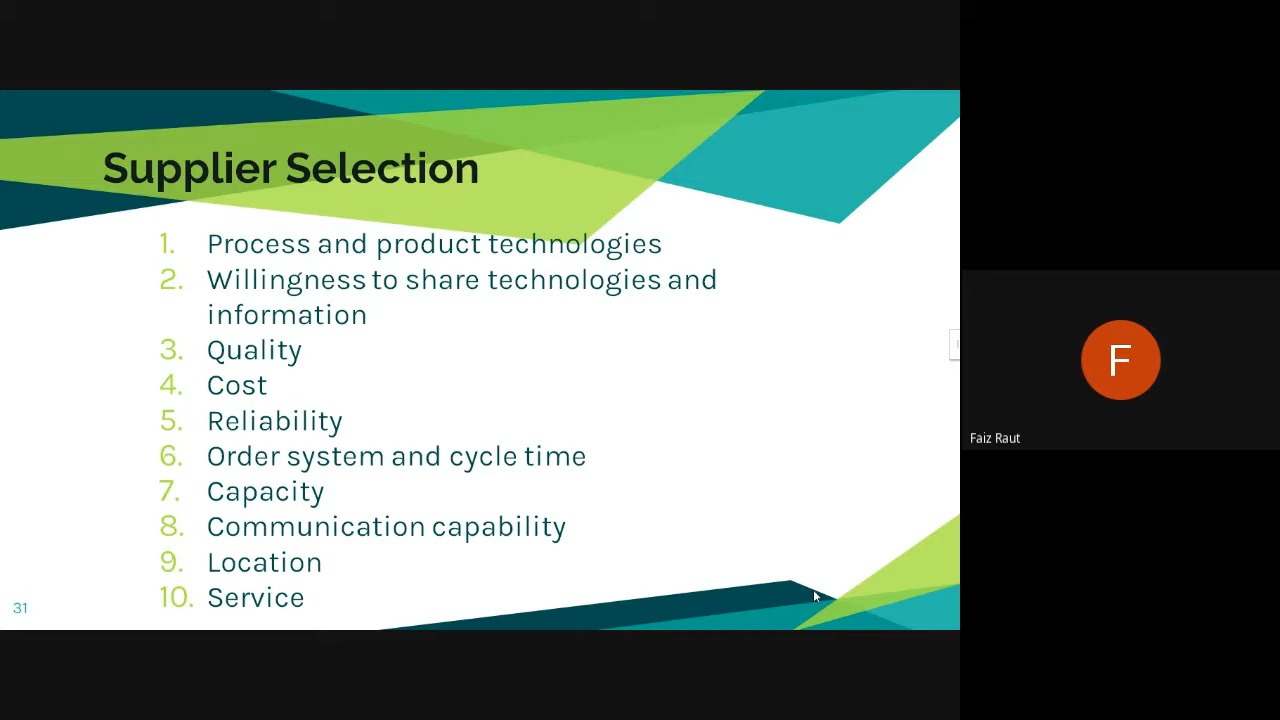 Supplier Selection
1. Process and product technologies
2. Willingness to share technologies and
information
3. Quality
4. Cost
5. Reliability
6. Order system and cycle time
7. Capacity
8. Communication capability
9. Location
10. Service
31
F
Faiz Raut